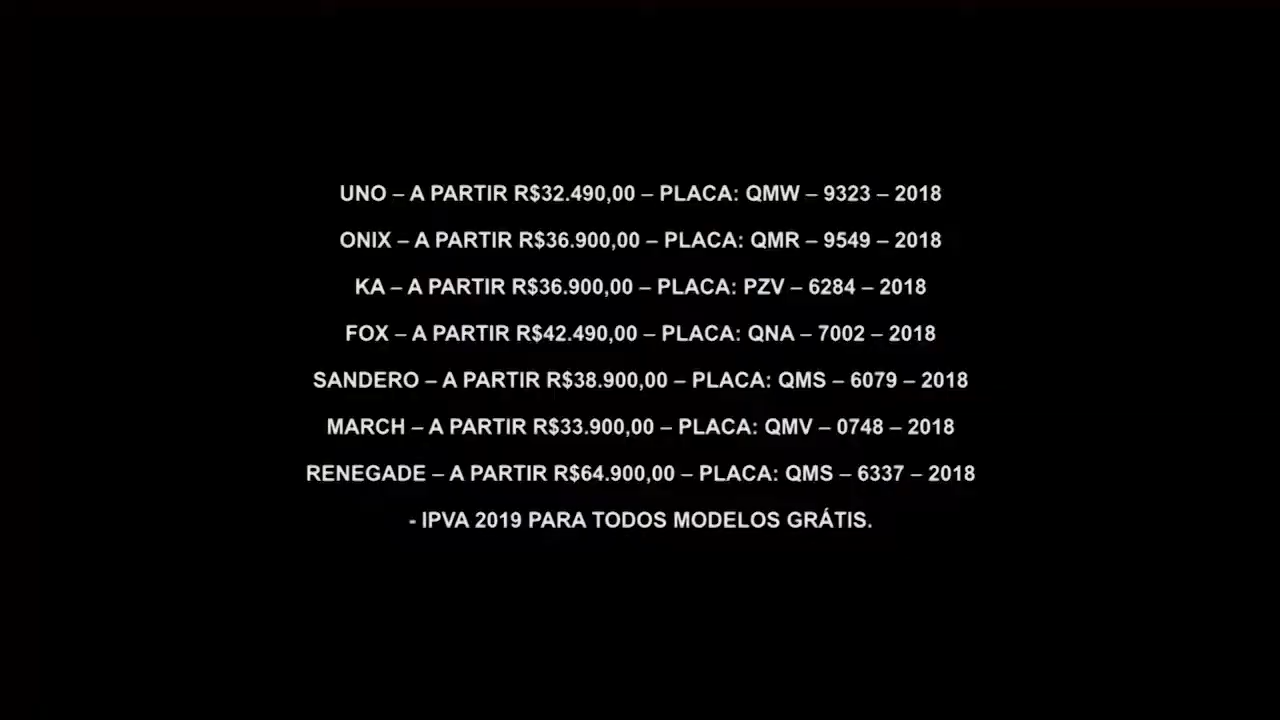 UNO – A PARTIR R$32.490,00 – PLACA: QMW – 9323 – 2018
ONIX – A PARTIR R$36.900,00 – PLACA: QMR – 9549 – 2018
KA – A PARTIR R$36.900,00 – PLACA: PZV – 6284 – 2018
FOX – A PARTIR R$42.490,00 – PLACA: QNA – 7002 – 2018
SANDERO – A PARTIR R$38.900,00 – PLACA: QMS – 6079 – 2018
MARCH – A PARTIR R$33.900,00 – PLACA: QMV – 0748 – 2018
RENEGADE – A PARTIR R$64.900,00 – PLACA: QMS – 6337 – 2018
- IPVA 2019 PARA TODOS MODELOS GRÁTIS.